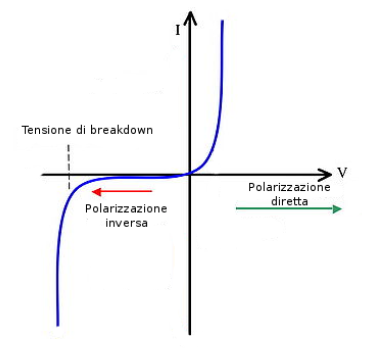 I
Tensione di breakdown
V
Polarizzazione
diretta
Polarizzazione
inversa